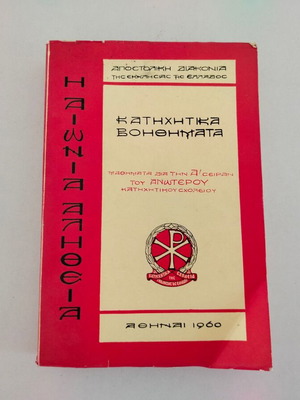 ΑΠΟΣΤΟΛΙΚΗ ΔΙΑΚΟΝΙΑ
ΤΗΣ ΕΚΚΛΗΣΙΑΣ ΤΗΣ ΕΛΛΑΔΟΣ
Η ΑΙΩΝΙΑ ΑΛΗΘΕΙΑ
ΚΑΤΗΧΗΤΙΚΑ
ΒΟΗΘΗΜΑΤΑ
ΜΑΘΗΜΑΤΑ ΔΙΑ ΤΗΝ Α' ΣΕΙΡΑΝ
ΤΟΥ ΑΝΩΤΕΡΟΥ
ΚΑΤΗΧΗΤΙΚΟΥ ΣΧΟΛΕΙΟΥ
ΑΘΗΝΑΙ 1960